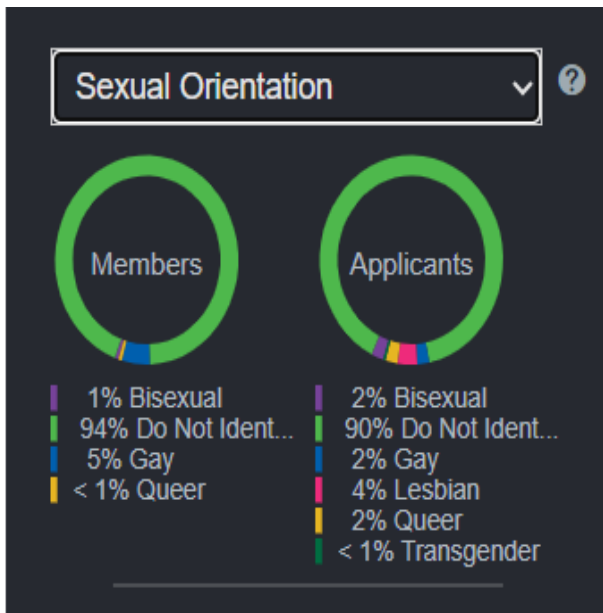 Sexual Orientation
?
Members
Applicants
1% Bisexual
94% Do Not Ident...
5% Gay
< 1% Queer
2% Bisexual
90% Do Not Ident...
2% Gay
4% Lesbian
2% Queer
< 1% Transgender